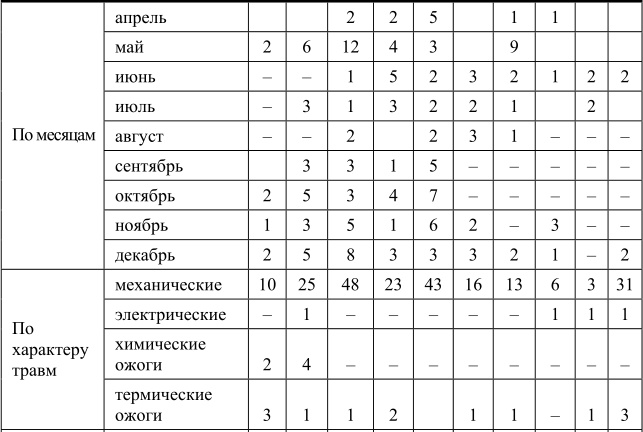 апрель 2 2 5 1 1
май 2 6 12 4 3 9
июнь – – 1 5 2 3 2 1 2 2
По месяцам июль – 3 1 3 2 2 1 2
август – – 2 2 3 1 – – –
сентябрь 3 3 1 5 – – – – –
октябрь 2 5 3 4 7 – – – – –
ноябрь 1 3 5 1 6 2 – 3 – –
декабрь 2 5 8 3 3 3 2 1 – 2
По характеру травм
механические 10 25 48 23 43 16 13 6 3 31
электрические – 1 – – – – – 1 1 1
химические
ожоги 2 4 – – – – – – – –
термические
ожоги 3 1 1 2 1 1 – 1 3